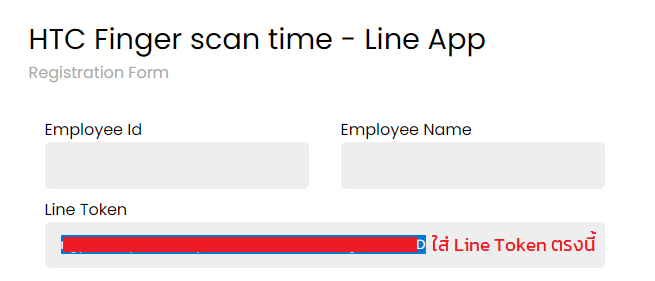 HTC Finger scan time - Line App
Registration Form
Employee Id
Employee Name
Line Token
D ใส่ Line Token ตรงนี้